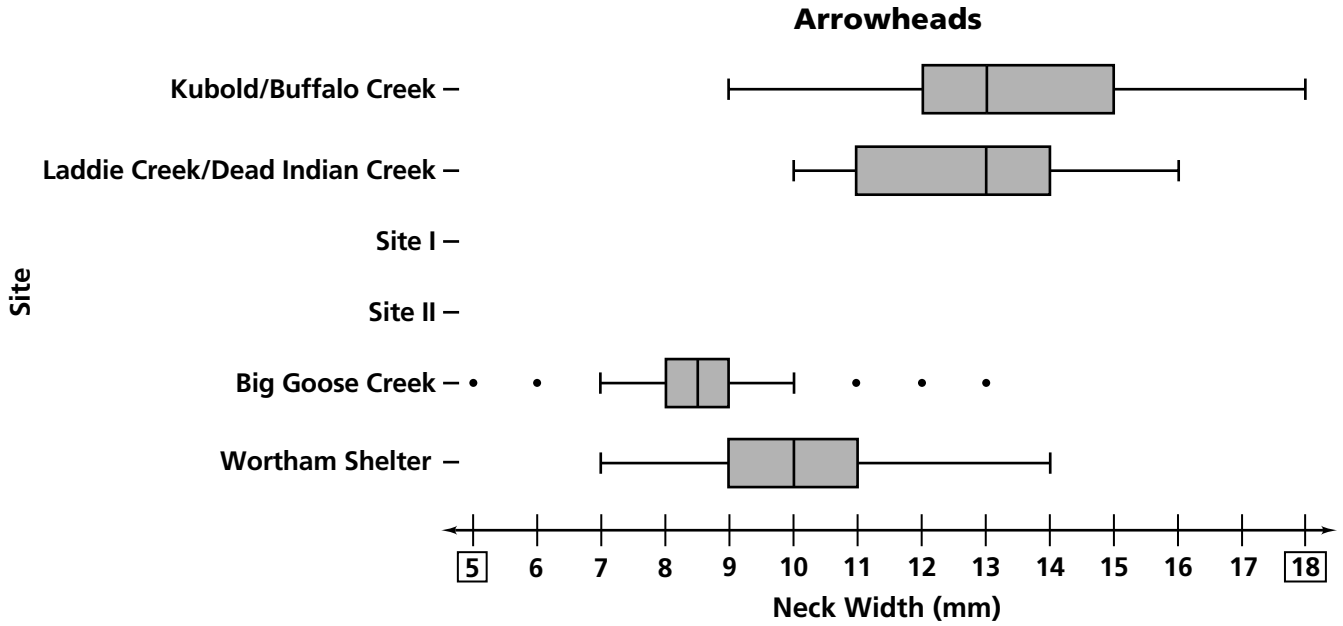 Arrowheads
Kubold/Buffalo Creek
Laddie Creek/Dead Indian Creek
Site I
Site II
Big Goose Creek
Wortham Shelter
Site
5 6 7 8 9 10 11 12 13 14 15 16 17 18
Neck Width (mm)